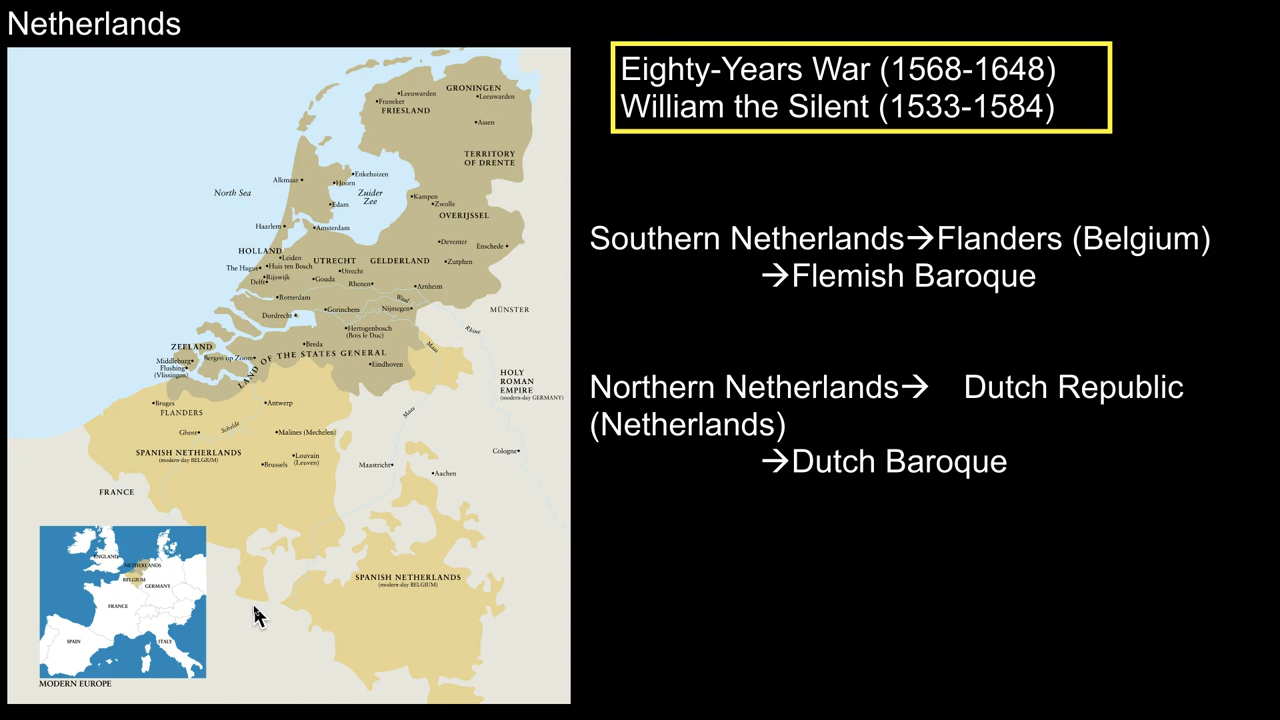 Netherlands
Eighty-Years War (1568-1648)
William the Silent (1533-1584)
Southern Netherlands→Flanders (Belgium)
→Flemish Baroque
Northern Netherlands→ Dutch Republic
(Netherlands)
→Dutch Baroque
GRONINGEN
Leeuwarden
Leeuwarden
Franeker
FRIESLAND
Assen
TERRITORY
OF DRENTE
Enkehuizen
Alkmaar
Hoorn
North Sea
Zuider
Zee
Kampen
Edam
Zwolle
OVERIJSSEL
Haarlem
Amsterdam
Deventer
Enschede
HOLLAND
Leiden
UTRECHT
GELDERLAND
Zutphen
The Hague
Huis ten Bosch
Utrecht
Rijswijk
Gouda
Delft
Rhenen
Arnheim
Rotterdam
Waal
Gorinchem
Nijmegen
MÜNSTER
Dordrecht
Hertogenbosch
(Bois le Duc)
Rhine
Breda
Maas
ZEELAND
Bergen op Zoom
LAND OF THE STATES GENERAL
Middleburg
Flushing
(Vlissingen)
Eindhoven
HOLY
ROMAN
EMPIRE
(modern-day GERMANY)
Bruges
Antwerp
FLANDERS
Maas
Schelde
Ghent
Malines (Mechelen)
SPANISH NETHERLANDS
(modern-day BELGIUM)
Louvain
(Leuven)
Brussels
Maastricht
Cologne
Aachen
FRANCE
SPANISH NETHERLANDS
(modern-day BELGIUM)
ENGLAND
NETHERLANDS
BELGIUM
GERMANY
FRANCE
SPAIN
ITALY
MODERN EUROPE